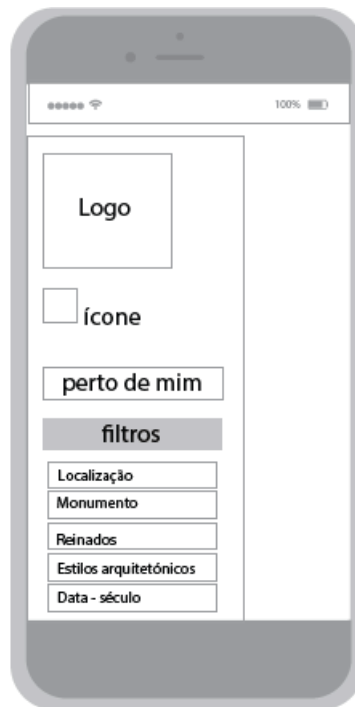 100%
Logo
ícone
perto de mim
filtros
Localização
Monumento
Reinados
Estilos arquitetónicos
Data - século